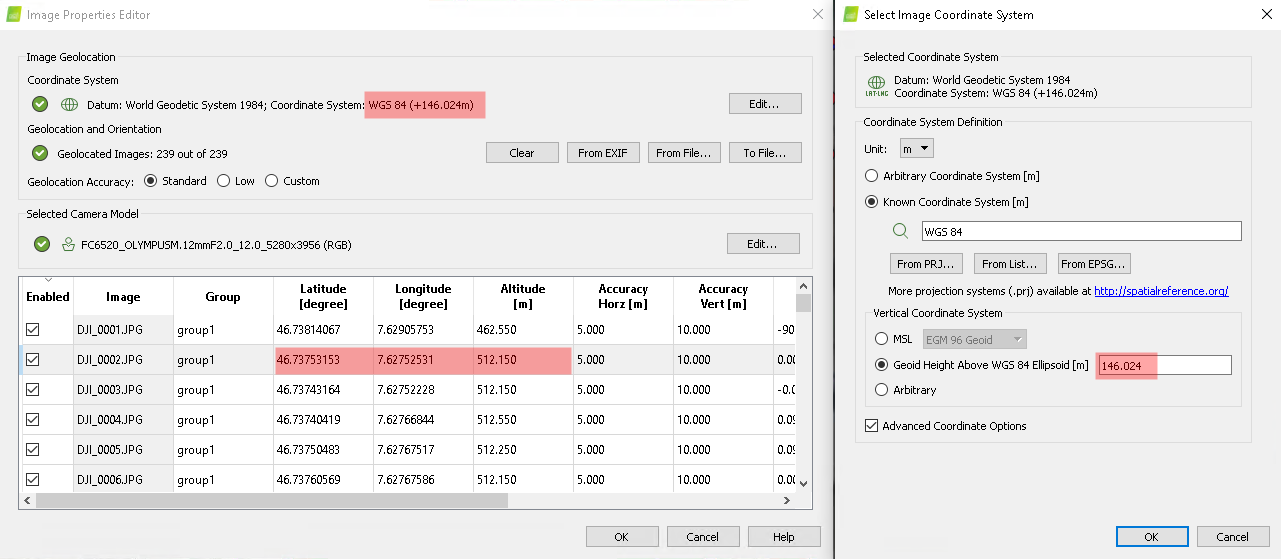 Image Properties Editor
Image Geolocation
Coordinate System
Datum: World Geodetic System 1984; Coordinate System: WGS 84 (+146.024m)
Edit...
Geolocation and Orientation
Geolocated Images: 239 out of 239
Clear
From EXIF
From File...
To File...
Geolocation Accuracy:
Standard
Low
Custom
Selected Camera Model
FC6520_OLYMPUSM.12mmF2.0_12.0_5280x3956 (RGB)
Edit...
Enabled Image Group Latitude [degree] Longitude [degree] Altitude [m] Accuracy Horz [m] Accuracy Vert [m]
DJI_0001.JPG group1 46.73814067 7.62905753 462.550 5.000 10.000 -90
DJI_0002.JPG group1 46.73753153 7.62752531 512.150 5.000 10.000 0.00
DJI_0003.JPG group1 46.73743164 7.62752228 512.250 5.000 10.000 -0.0
DJI_0004.JPG group1 46.73740419 7.62766844 512.550 5.000 10.000 0.09
DJI_0005.JPG group1 46.73750483 7.62767517 512.250 5.000 10.000 0.09
DJI_0006.JPG group1 46.73760569 7.62767586 512.150 5.000 10.000 0.00
OK
Cancel
Help
Select Image Coordinate System
Selected Coordinate System
LAT-LNG
Datum: World Geodetic System 1984
Coordinate System: WGS 84 (+146.024m)
Coordinate System Definition
Unit: m
Arbitrary Coordinate System [m]
Known Coordinate System [m]
WGS 84
From PRJ...
From List...
From EPSG...
More projection systems (.prj) available at http://spatialreference.org/
Vertical Coordinate System
MSL EGM 96 Geoid
Geoid Height Above WGS 84 Ellipsoid [m] 146.024
Arbitrary
Advanced Coordinate Options
OK
Cancel